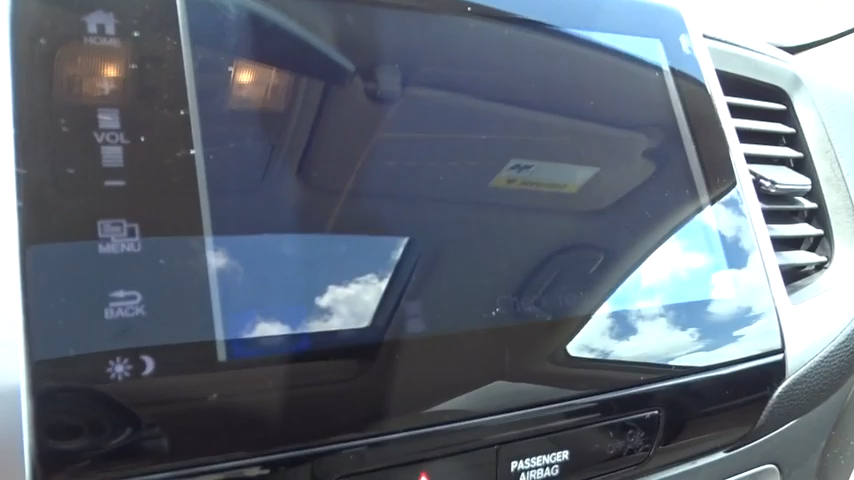 HOME
+
VOL
−
MENU
BACK
PASSENGER
AIRBAG